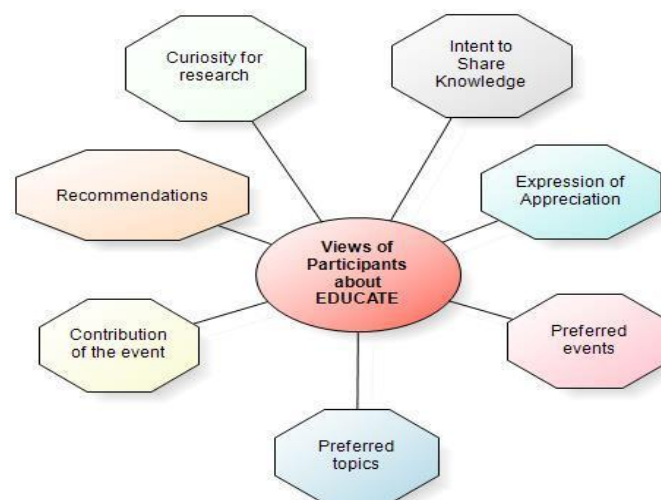 Curiosity for
research
Intent to
Share
Knowledge
Recommendations
Expression of
Appreciation
Views of
Participants
about
EDUCATE
Contribution
of the event
Preferred
events
Preferred
topics